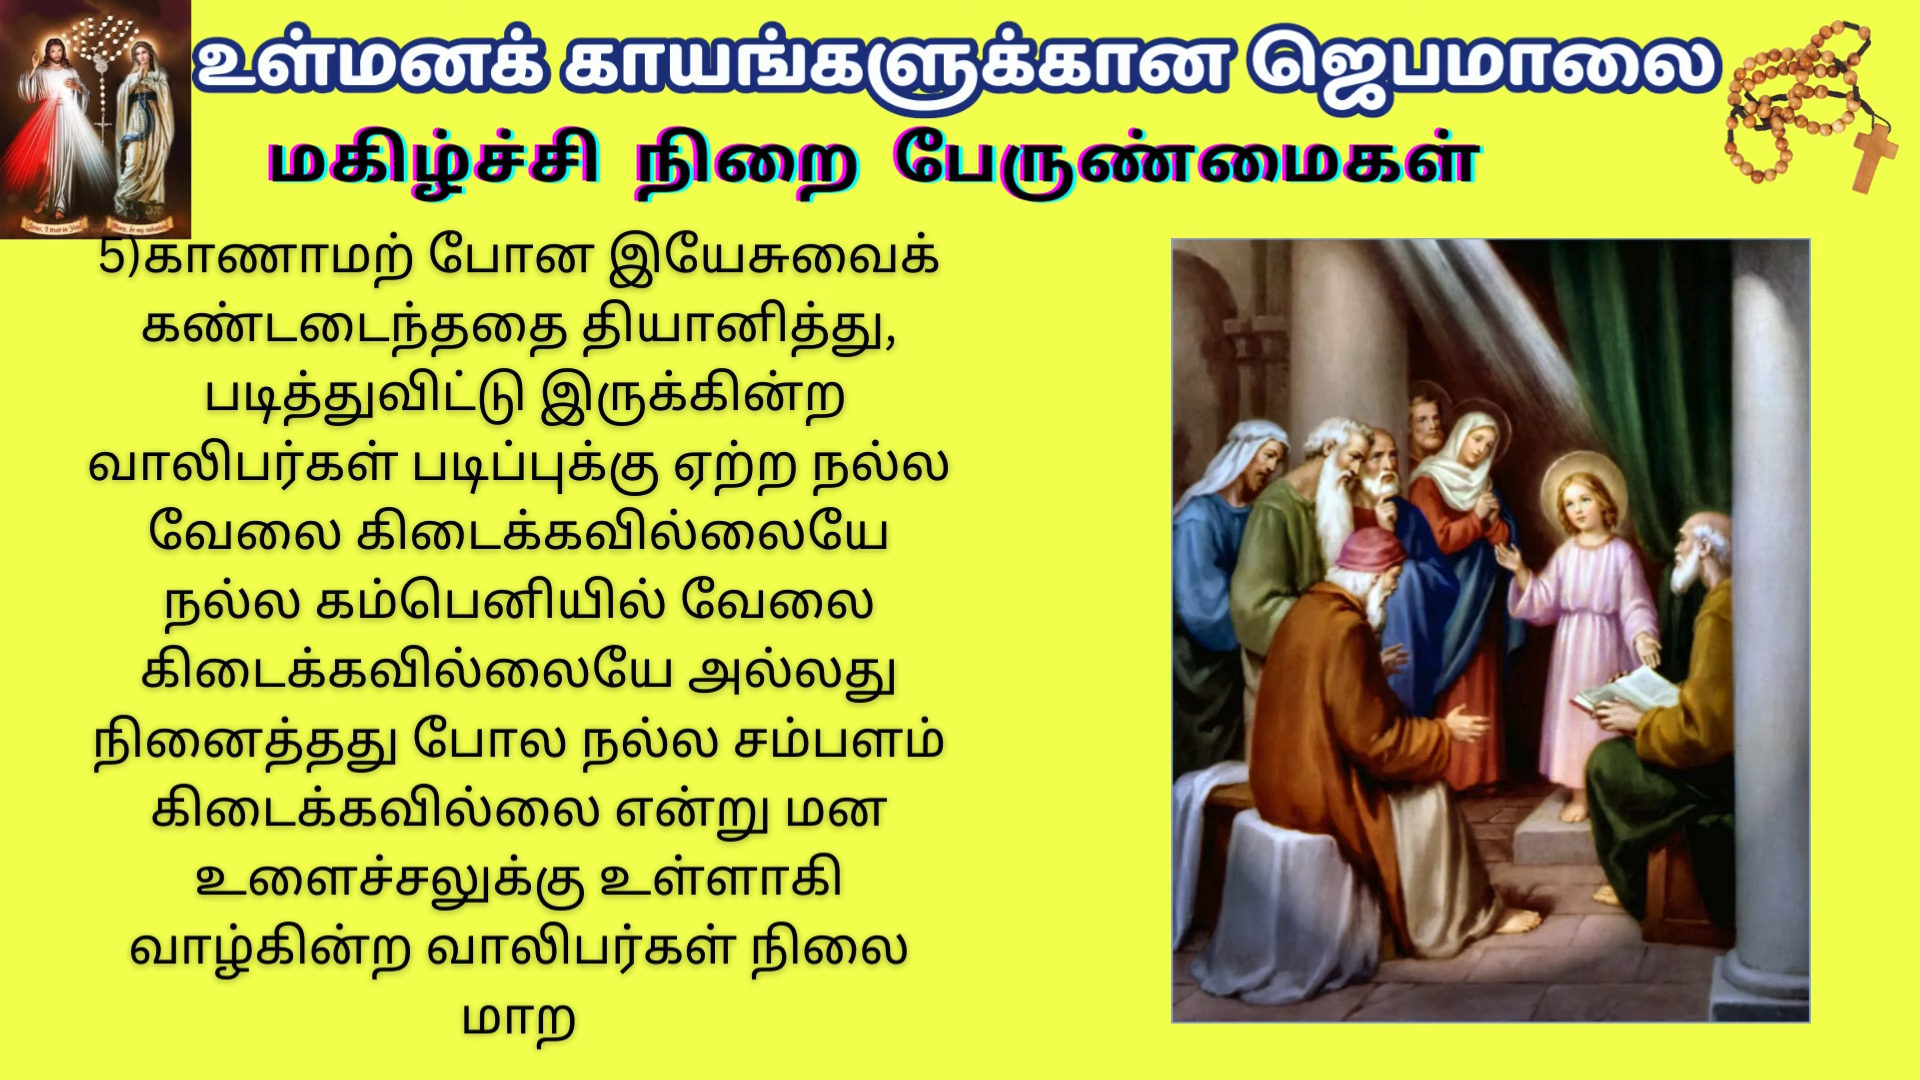 உள்மனக் காயங்களுக்கான ஜெபமாலை
மகிழ்ச்சி நிறை பேருண்மைகள்
5)காணாமற் போன இயேசுவைக்
கண்டடைந்ததை தியானித்து,
படித்துவிட்டு இருக்கின்ற
வாலிபர்கள் படிப்புக்கு ஏற்ற நல்ல
வேலை கிடைக்கவில்லையே
நல்ல கம்பெனியில் வேலை
கிடைக்கவில்லையே அல்லது
நினைத்தது போல நல்ல சம்பளம்
கிடைக்கவில்லை என்று மன
உளைச்சலுக்கு உள்ளாகி
வாழ்கின்ற வாலிபர்கள் நிலை
மாற